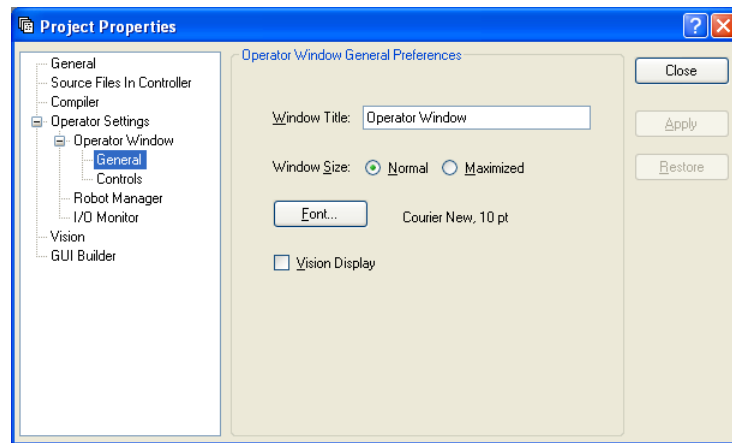 Project Properties
General
Source Files In Controller
Compiler
Operator Settings
Operator Window
General
Controls
Robot Manager
I/O Monitor
Vision
GUI Builder
Operator Window General Preferences
Window Title: Operator Window
Window Size: Normal Maximized
Font... Courier New, 10 pt
Vision Display
Close
Apply
Restore